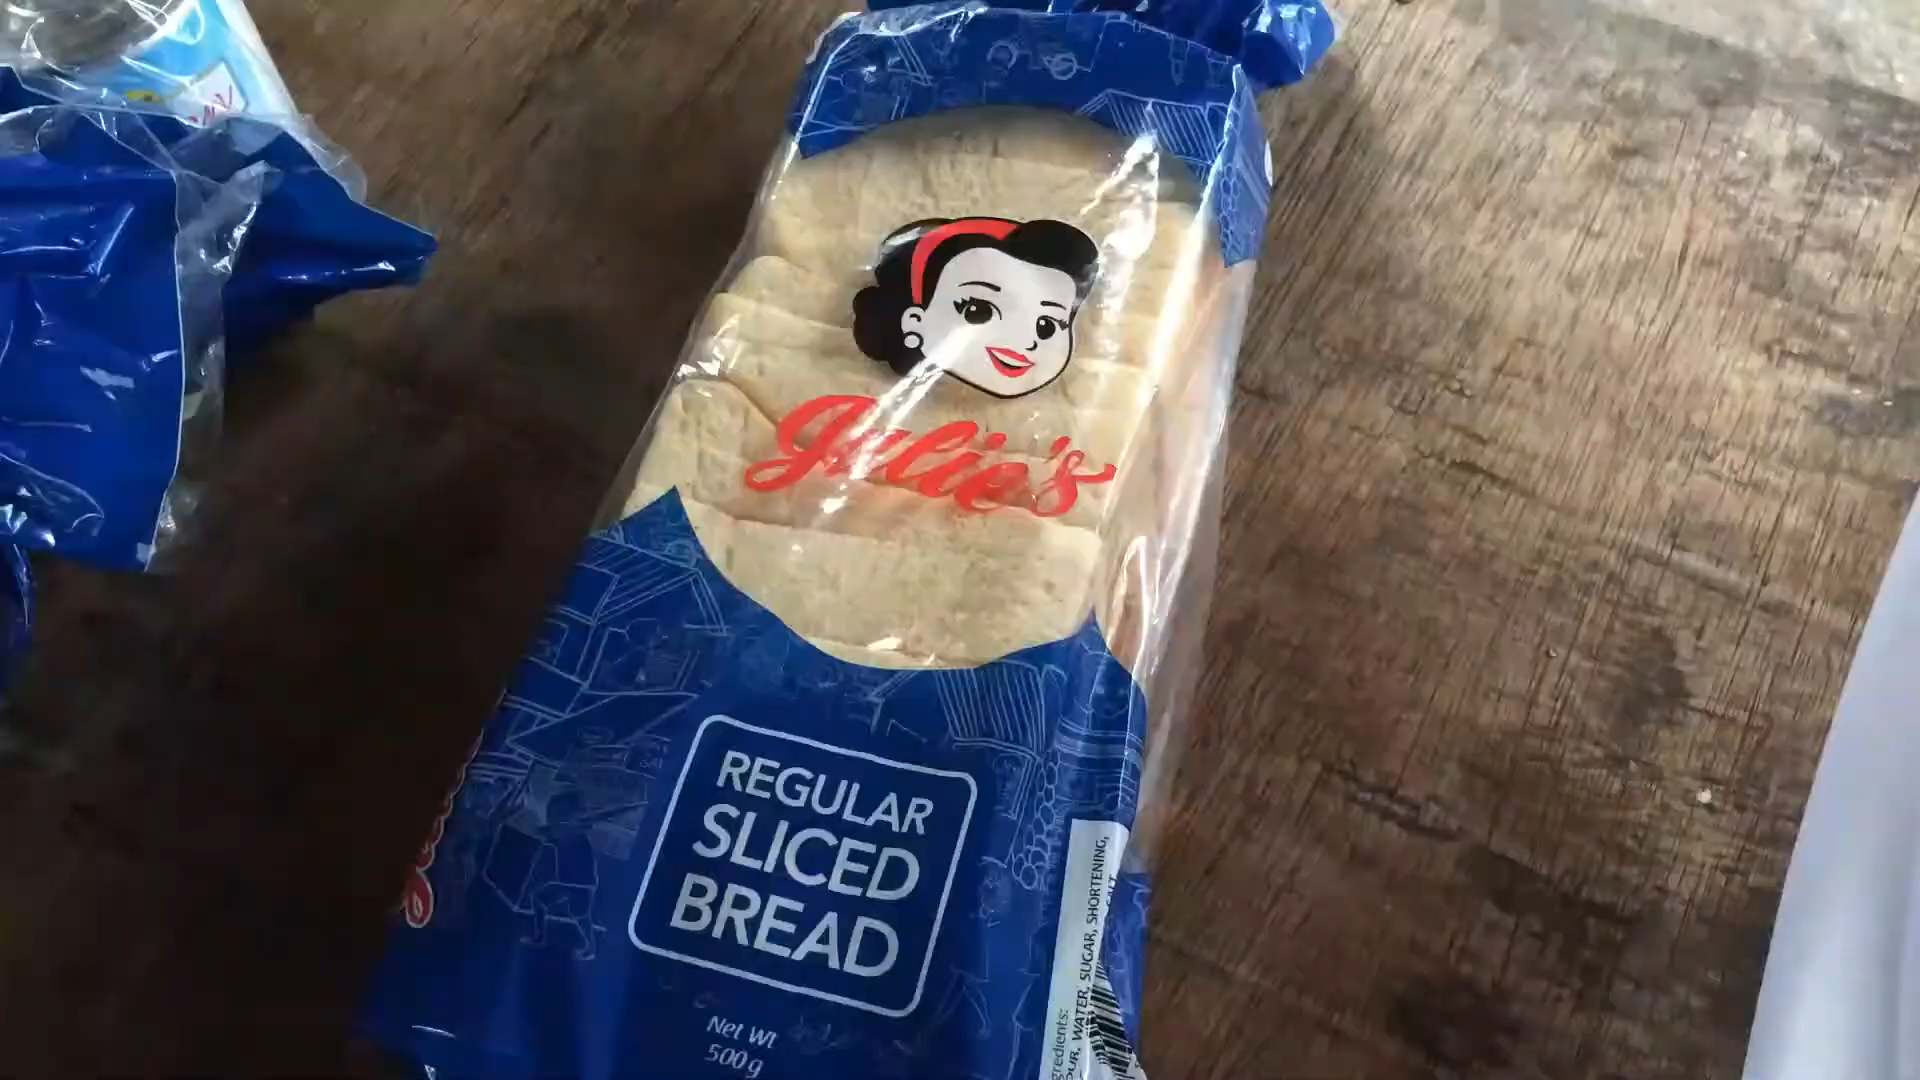 Julie's
REGULAR
SLICED
BREAD
Net Wt
500g
WATER, SUGAR, SHORTENING,